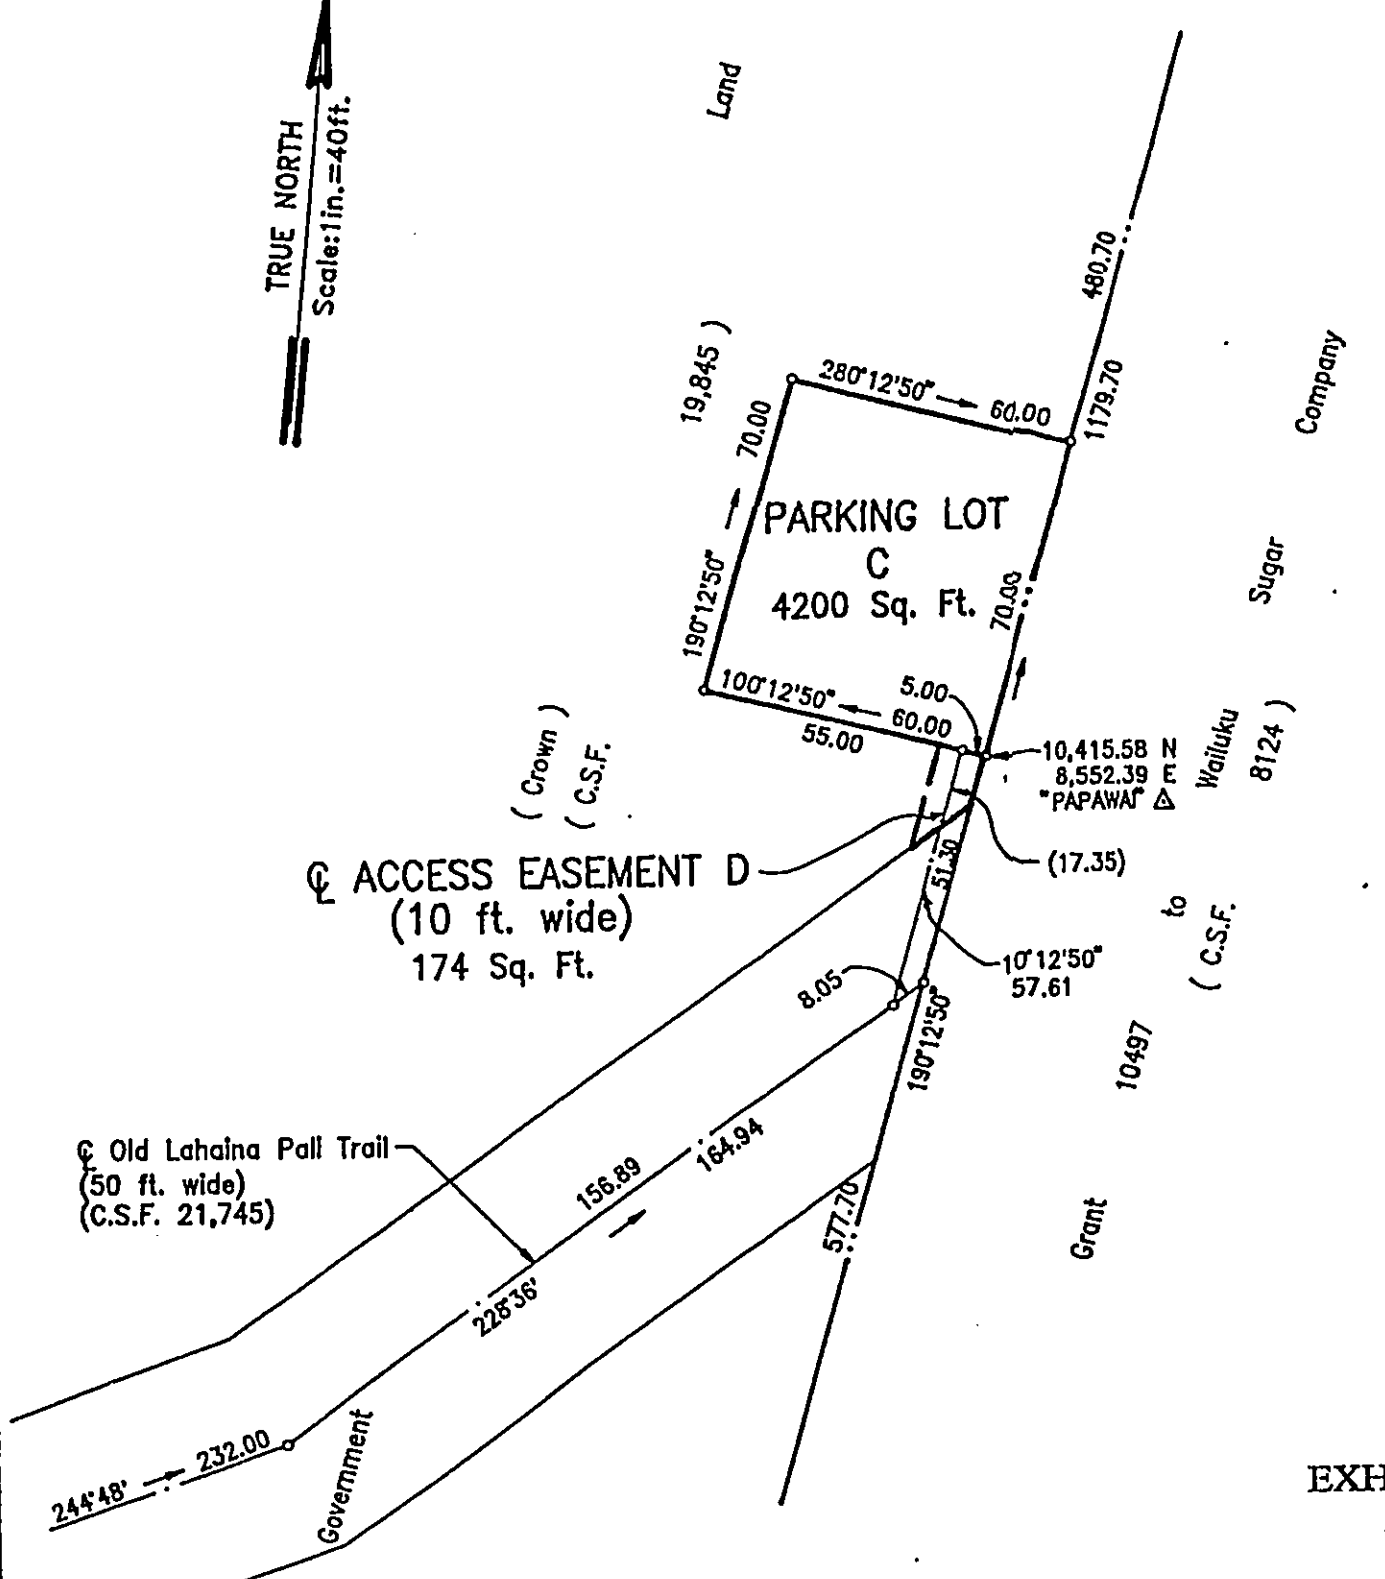 TRUE NORTH
Scale:1in.=40ft.
Land
480.70
1179.70
Company
19,845 )
280°12'50"
60.00
70.00
190°12'50"
PARKING LOT
C
4200 Sq. Ft.
70.00
Sugar
100°12'50"
60.00
5.00
55.00
10,415.58 N
8,552.39 E
"PAPAWAI" △
Wailuku
8124 )
( Crown )
( C.S.F.
(17.35)
℄ ACCESS EASEMENT D
(10 ft. wide)
174 Sq. Ft.
51.30
to
( C.S.F.
10°12'50"
57.61
8.05
190°12'50"
10497
℄ Old Lahaina Pali Trail
(50 ft. wide)
(C.S.F. 21,745)
156.89
164.94
228°36'
577.70
Grant
244°48'
232.00
Government
EXH